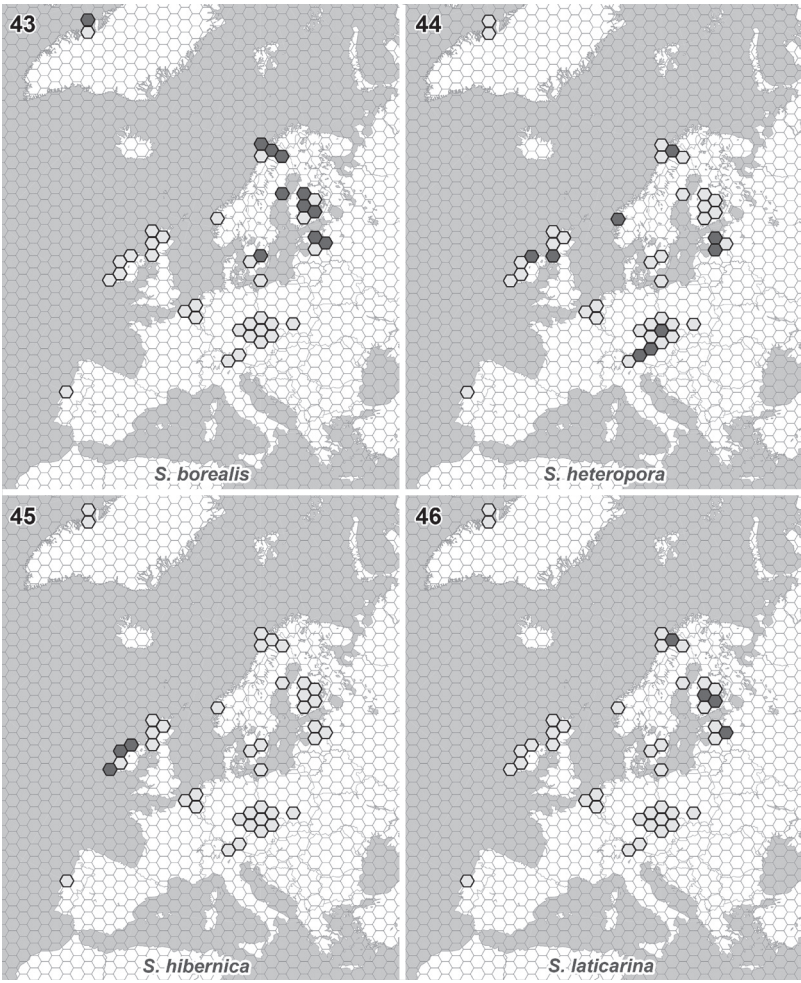 43
44
S. borealis
S. heteropora
45
46
S. hibernica
S. laticarina